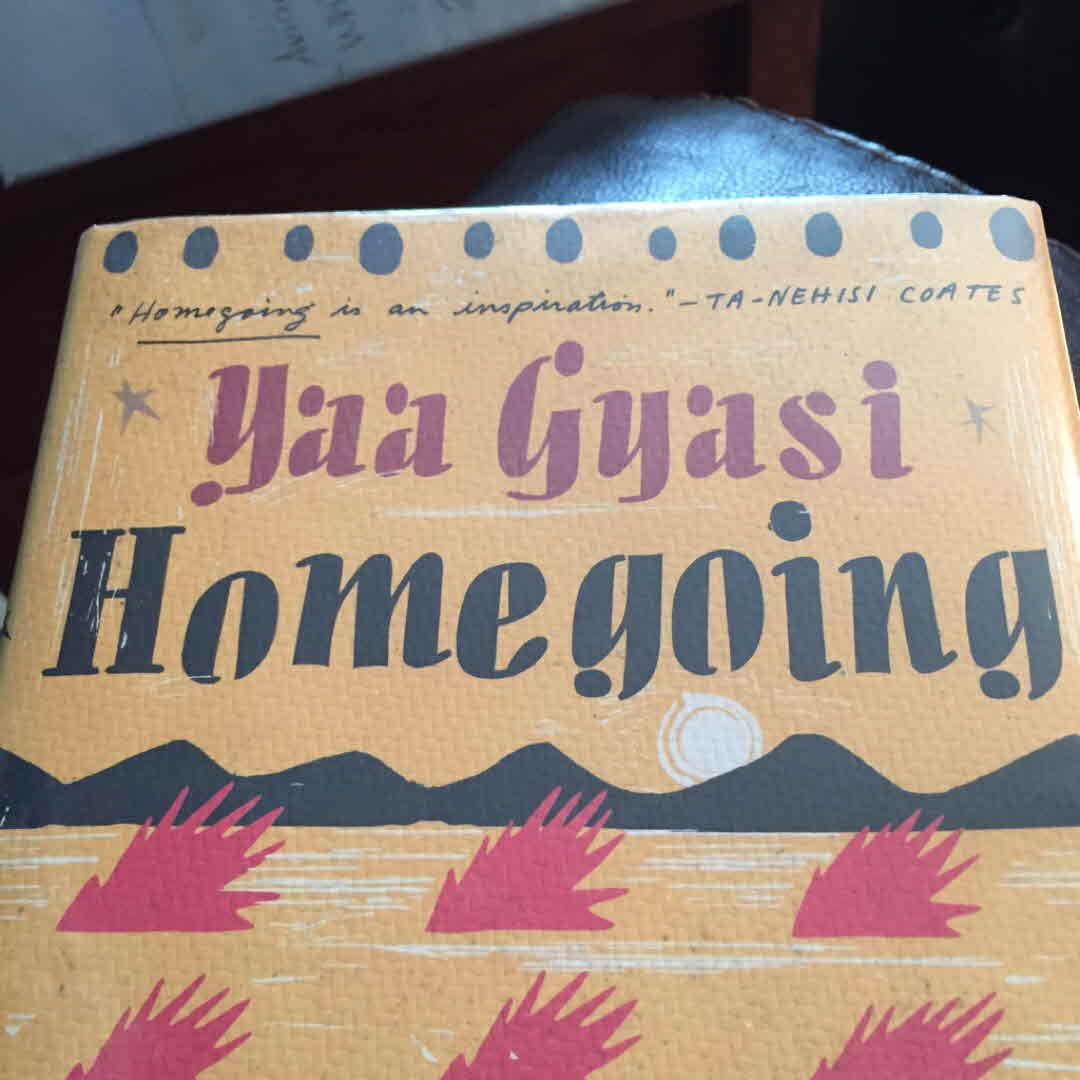 "Homegoing is an inspiration."—TA-NEHISI COATES
Yaa Gyasi
Homegoing